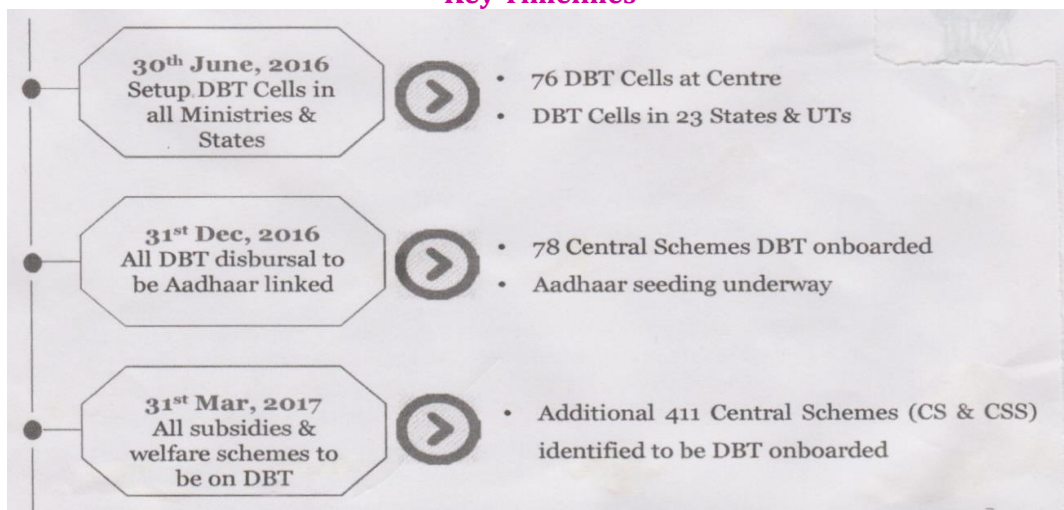 Key Timelines
30th June, 2016
Setup DBT Cells in
all Ministries &
States
• 76 DBT Cells at Centre
• DBT Cells in 23 States & UTs
31st Dec, 2016
All DBT disbursal to
be Aadhaar linked
• 78 Central Schemes DBT onboarded
• Aadhaar seeding underway
31st Mar, 2017
All subsidies &
welfare schemes to
be on DBT
• Additional 411 Central Schemes (CS & CSS)
identified to be DBT onboarded